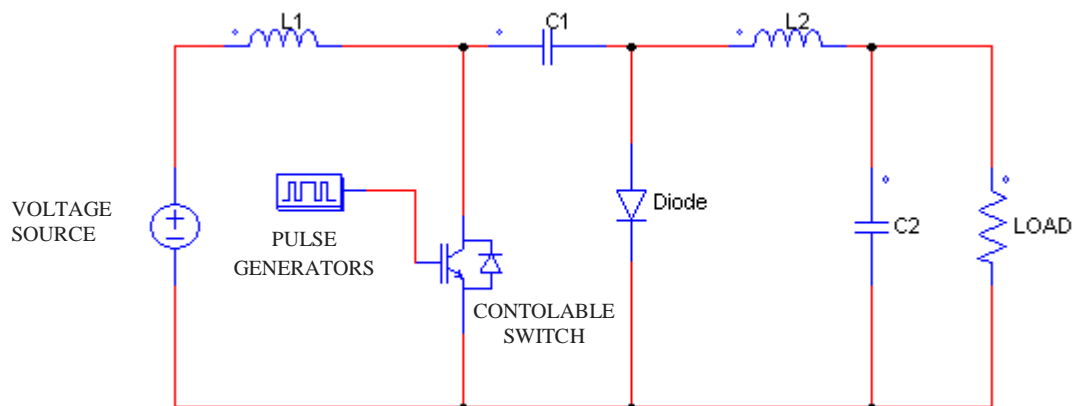 L1
C1
L2
VOLTAGE
SOURCE
PULSE
GENERATORS
Diode
C2
LOAD
CONTOLABLE
SWITCH